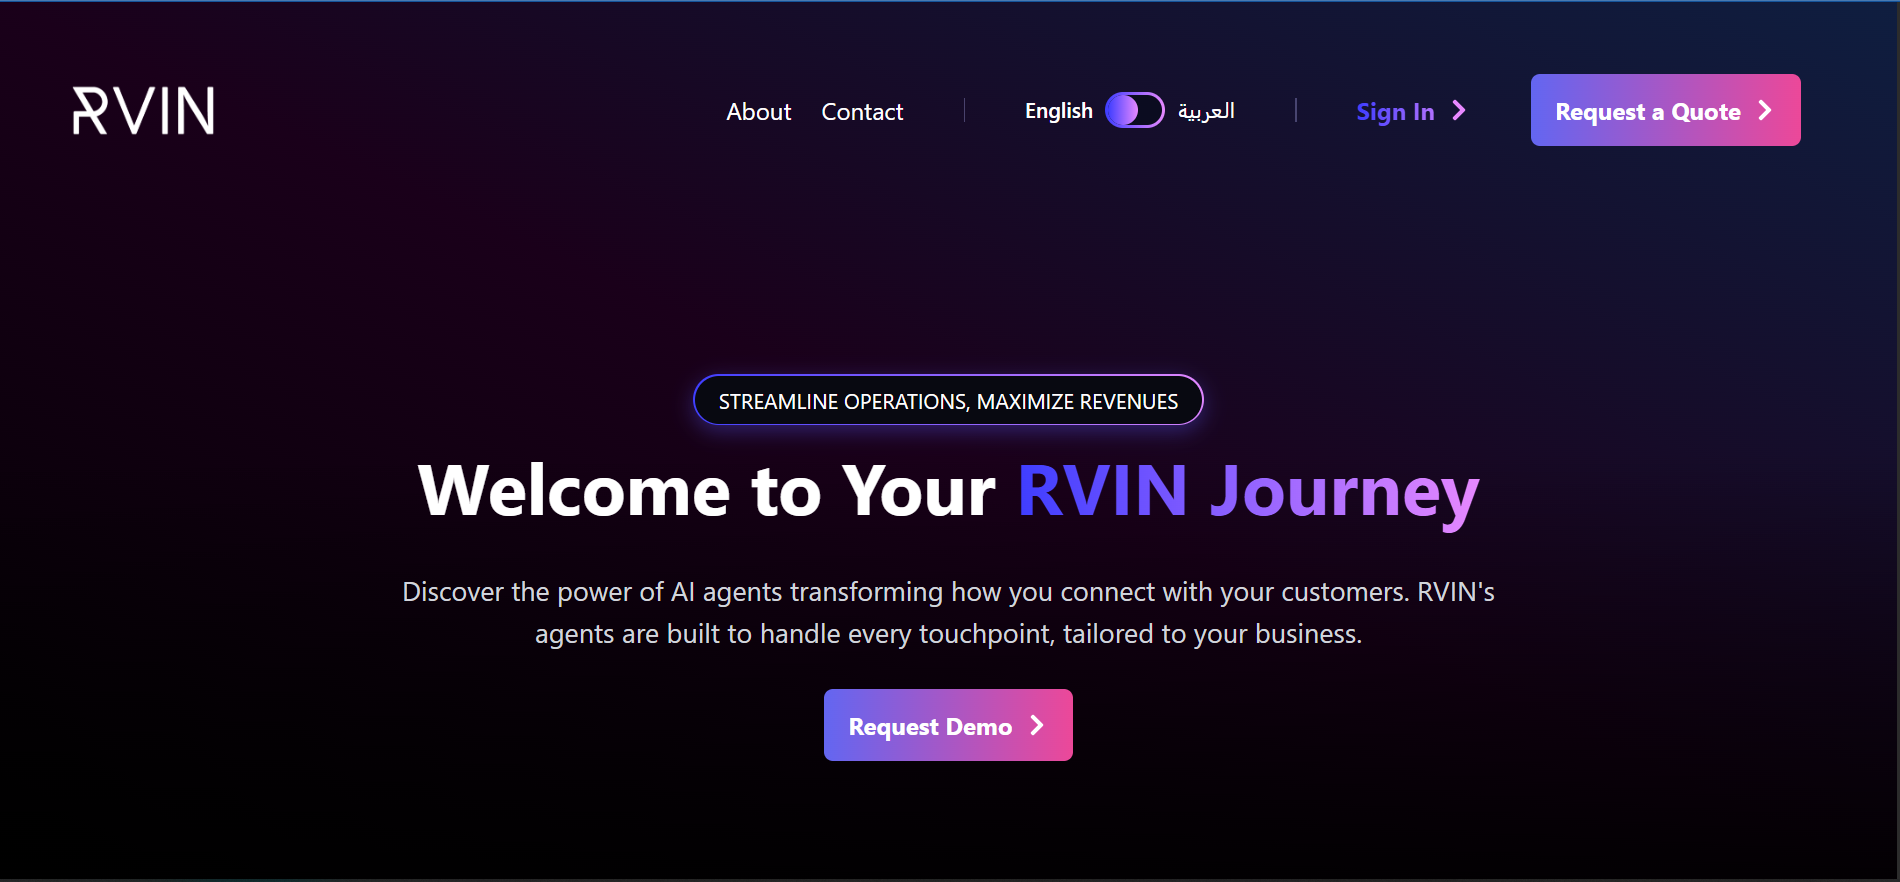 RVIN
About
Contact
English
العربية
Sign In
Request a Quote
STREAMLINE OPERATIONS, MAXIMIZE REVENUES
Welcome to Your RVIN Journey
Discover the power of AI agents transforming how you connect with your customers. RVIN's
agents are built to handle every touchpoint, tailored to your business.
Request Demo